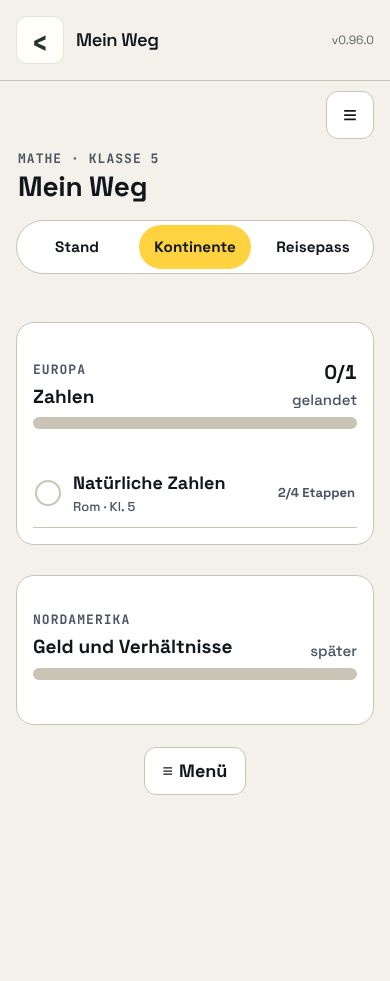 < Mein Weg v0.96.0
≡
MATHE · KLASSE 5
Mein Weg
Stand Kontinente Reisepass
EUROPA
0/1
Zahlen
gelandet
Natürliche Zahlen
Rom · Kl. 5
2/4 Etappen
NORDAMERIKA
Geld und Verhältnisse
später
≡ Menü